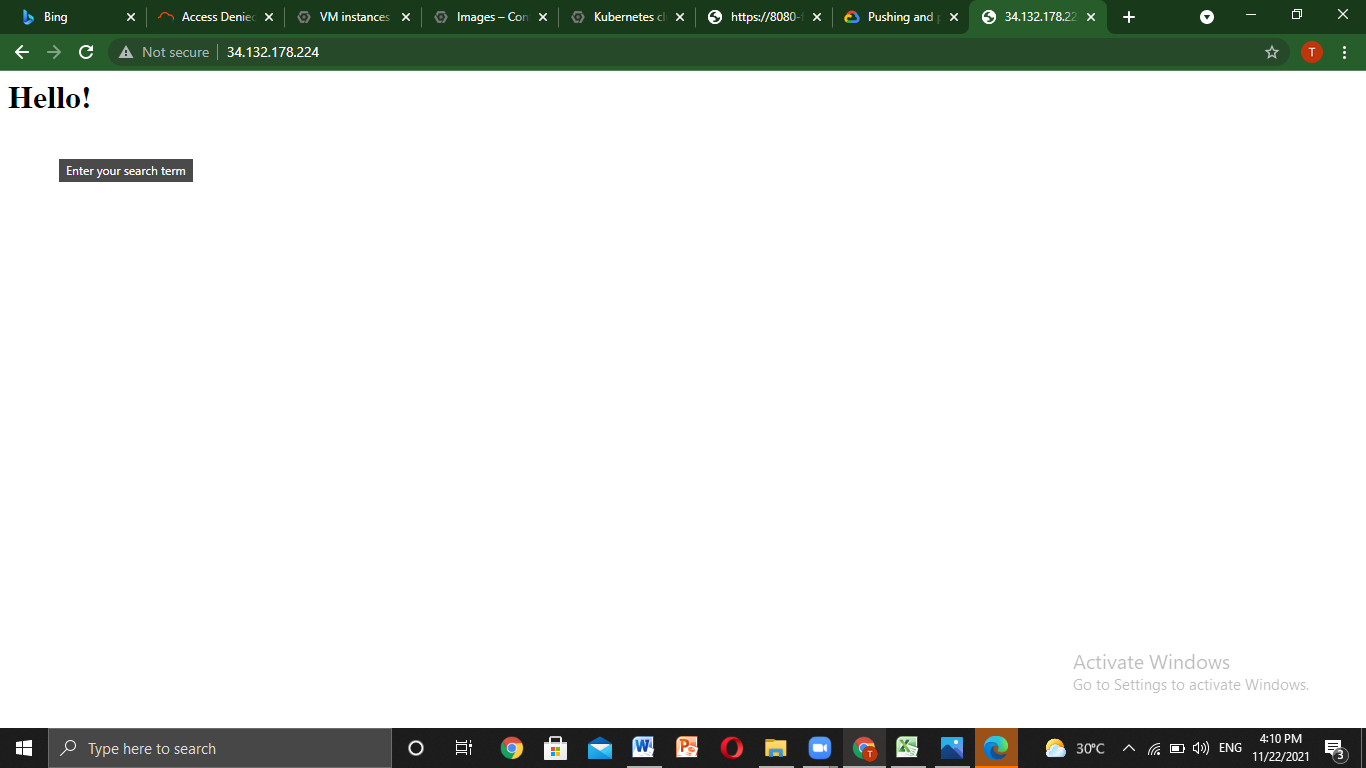 Bing
Access Denied
VM instances
Images – Con
Kubernetes cl
https://8080-
Pushing and p
34.132.178.22
Not secure
34.132.178.224
T
Hello!
Enter your search term
Activate Windows
Go to Settings to activate Windows.
Type here to search
T
30°C
ENG
4:10 PM
11/22/2021
3